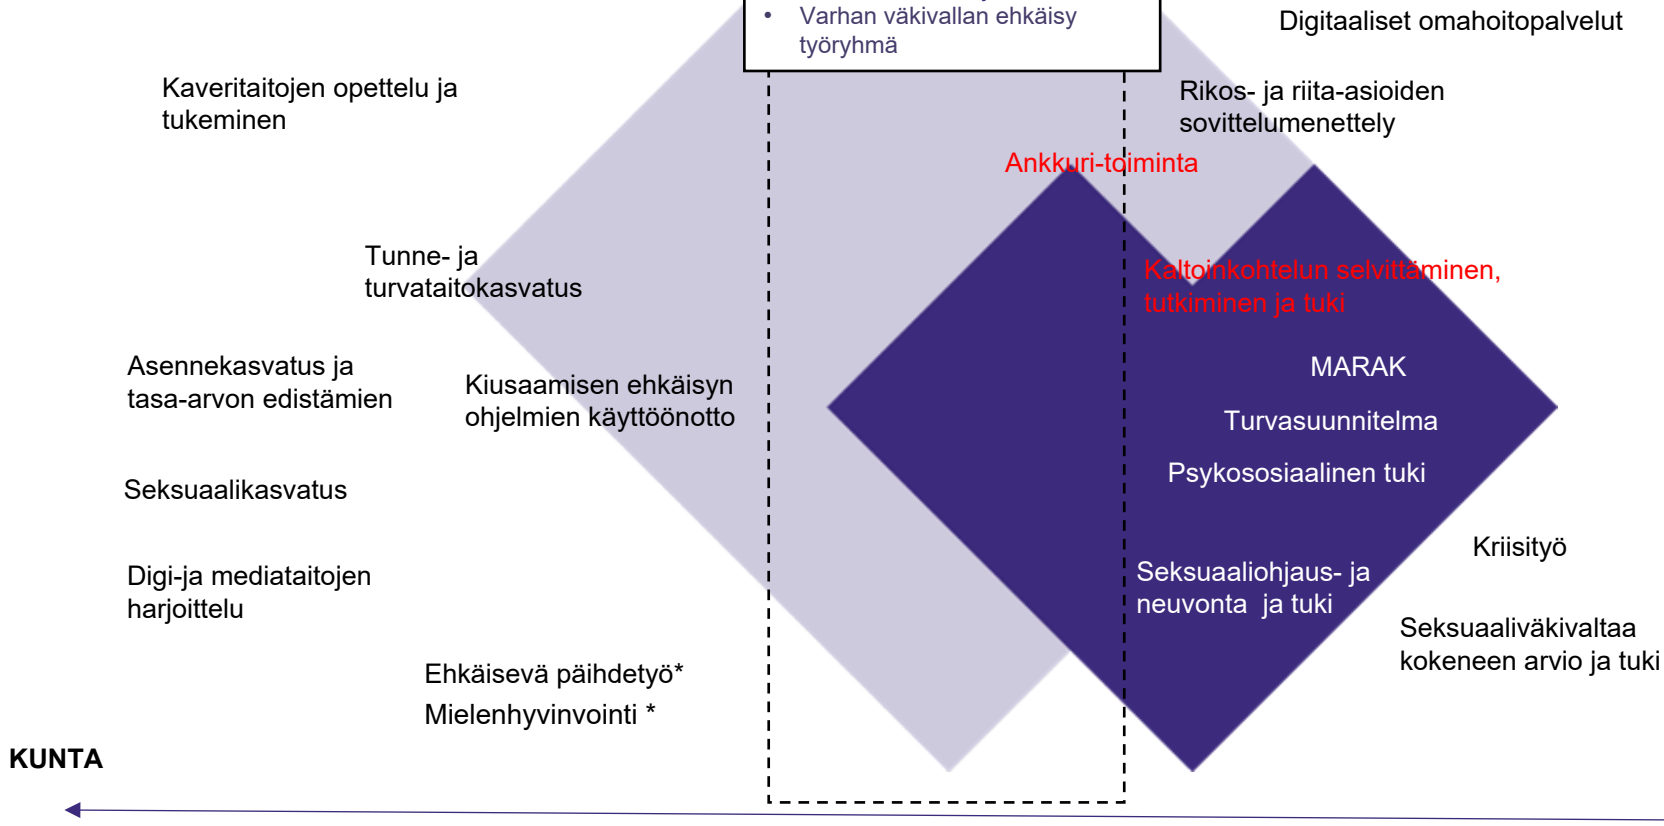 • Varhan väkivallan ehkäisy
työryhmä
Digitaaliset omahoitopalvelut
Kaveritaitojen opettelu ja
tukeminen
Rikos- ja riita-asioiden
sovittelumenettely
Ankkuri-toiminta
Tunne- ja
turvataitokasvatus
Kaltoinkohtelun selvittäminen,
tutkiminen ja tuki
Asennekasvatus ja
tasa-arvon edistämien
Kiusaamisen ehkäisyn
ohjelmien käyttöönotto
MARAK
Turvasuunnitelma
Psykososiaalinen tuki
Seksuaalikasvatus
Kriisityö
Digi-ja mediataitojen
harjoittelu
Seksuaaliohjaus- ja
neuvonta ja tuki
Seksuaaliväkivaltaa
kokeneen arvio ja tuki
Ehkäisevä päihdetyö*
Mielenhyvinvointi *
KUNTA